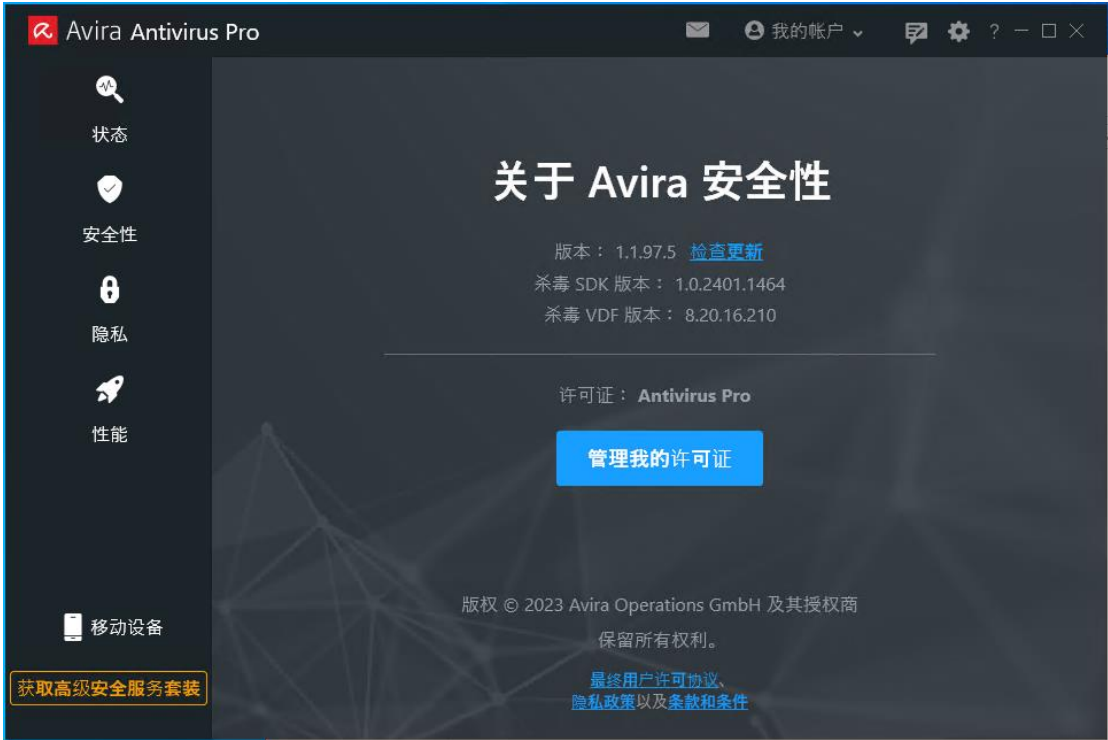 Avira Antivirus Pro
我的帐户
?
状态
安全性
隐私
性能
移动设备
获取高级安全服务套装
关于 Avira 安全性
版本： 1.1.97.5 检查更新
杀毒 SDK 版本： 1.0.2401.1464
杀毒 VDF 版本： 8.20.16.210
许可证： Antivirus Pro
管理我的许可证
版权 © 2023 Avira Operations GmbH 及其授权商
保留所有权利。
最终用户许可协议、
隐私政策以及条款和条件